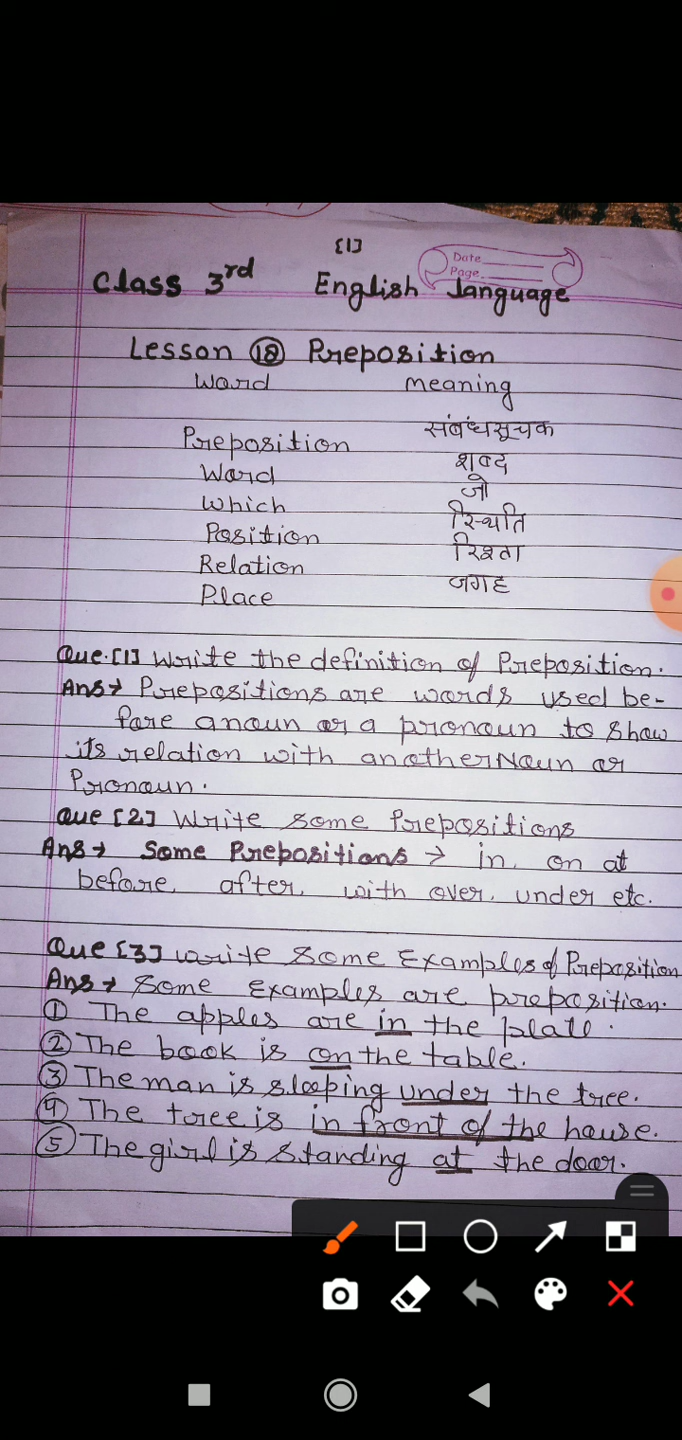 [1]
Date
Page
Class 3rd English language
Lesson 18 Preposition
Word meaning
Preposition संबंधसूचक
Word शब्द
Which जो
Position स्थिति
Relation रिश्ता
Place जगह
Que.[1] Write the definition of Preposition.
Ans→ Prepositions are words used be-
fore a noun or a pronoun to show
its relation with another Noun or
Pronoun.
Que [2] Write some Prepositions
Ans→ Some Prepositions → in, on at
before, after, with over, under etc.
Que [3] Write some Examples of Preposition
Ans→ Some Examples are preposition.
① The apples are in the plate.
② The book is on the table.
③ The man is sleeping under the tree.
④ The tree is in front of the house.
⑤ The girl is standing at the door.